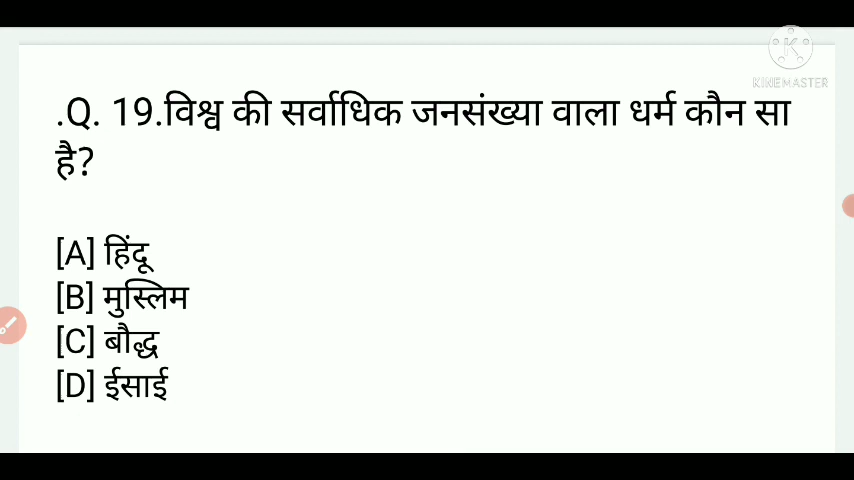 KINEMASTER
.Q. 19.विश्व की सर्वाधिक जनसंख्या वाला धर्म कौन सा
है?
[A] हिंदू
[B] मुस्लिम
[C] बौद्ध
[D] ईसाई